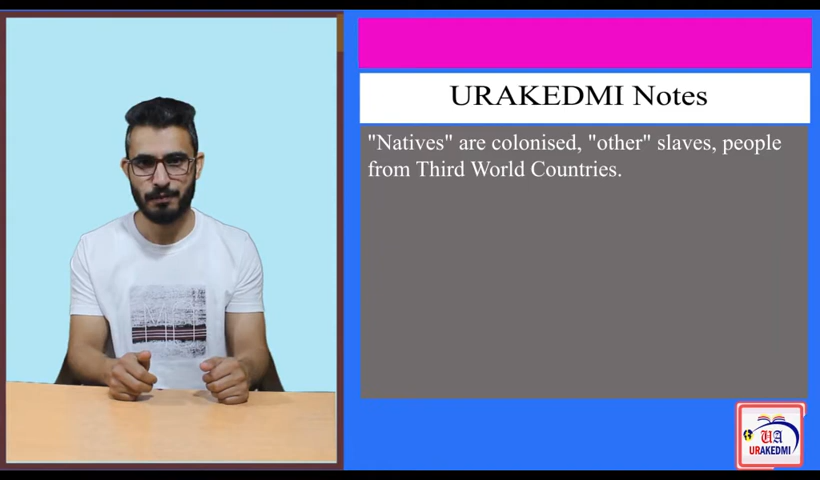 URAKEDMI Notes
"Natives" are colonised, "other" slaves, people
from Third World Countries.
UA
URAKEDMI